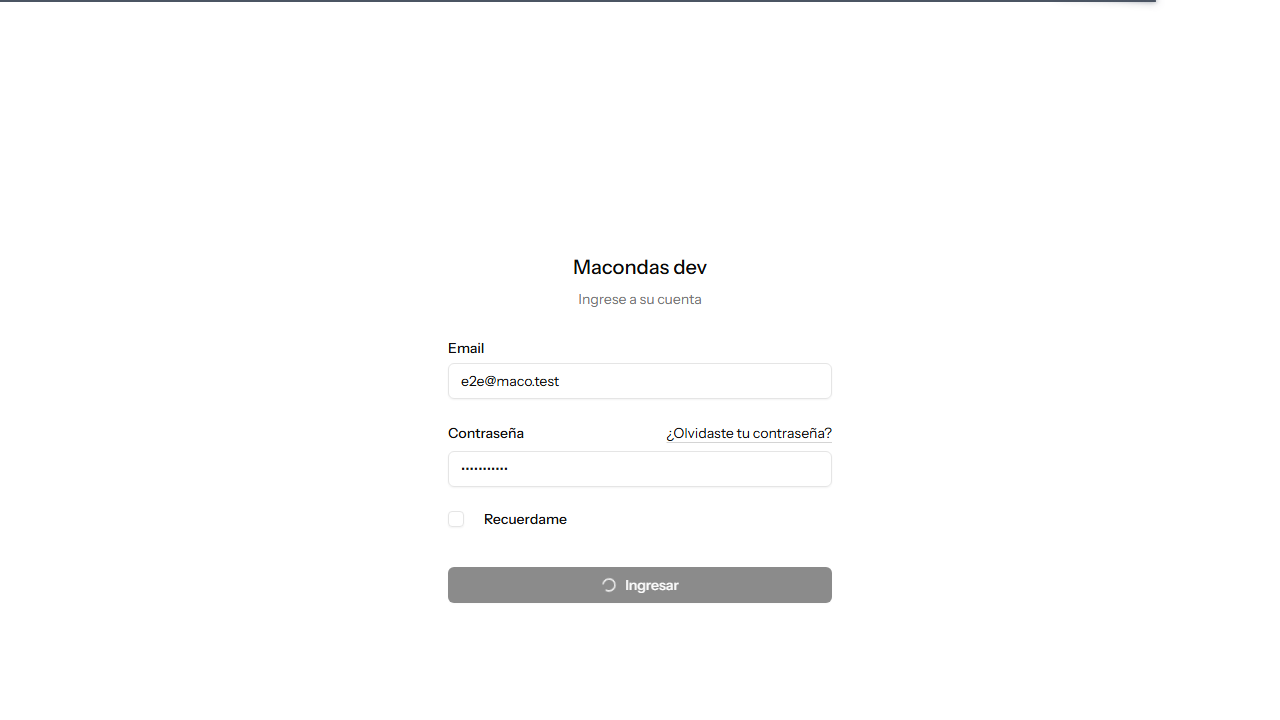 Macondas dev
Ingrese a su cuenta
Email
e2e@maco.test
Contraseña
¿Olvidaste tu contraseña?
•••••••••••
Recuerdame
Ingresar